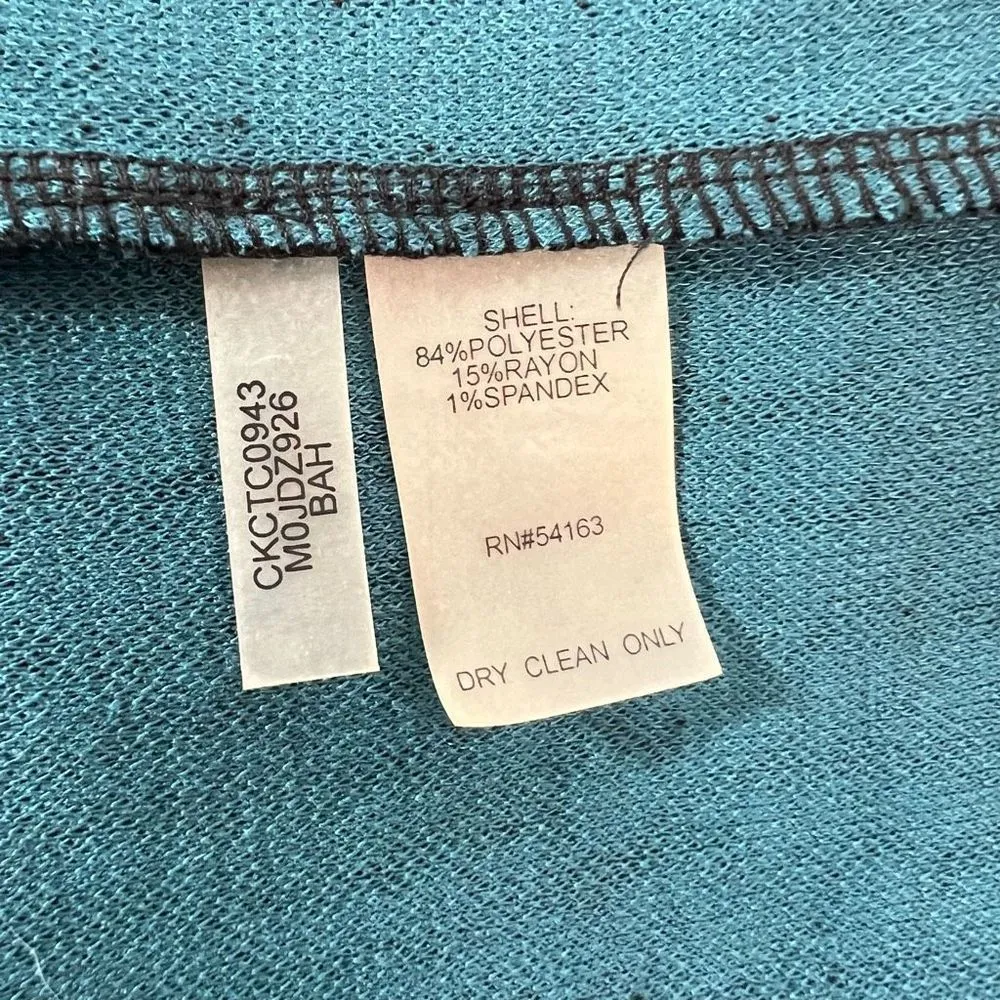 CKCTC0943
M0JDZ926
BAH
SHELL:
84%POLYESTER
15%RAYON
1%SPANDEX
RN#54163
DRY CLEAN ONLY